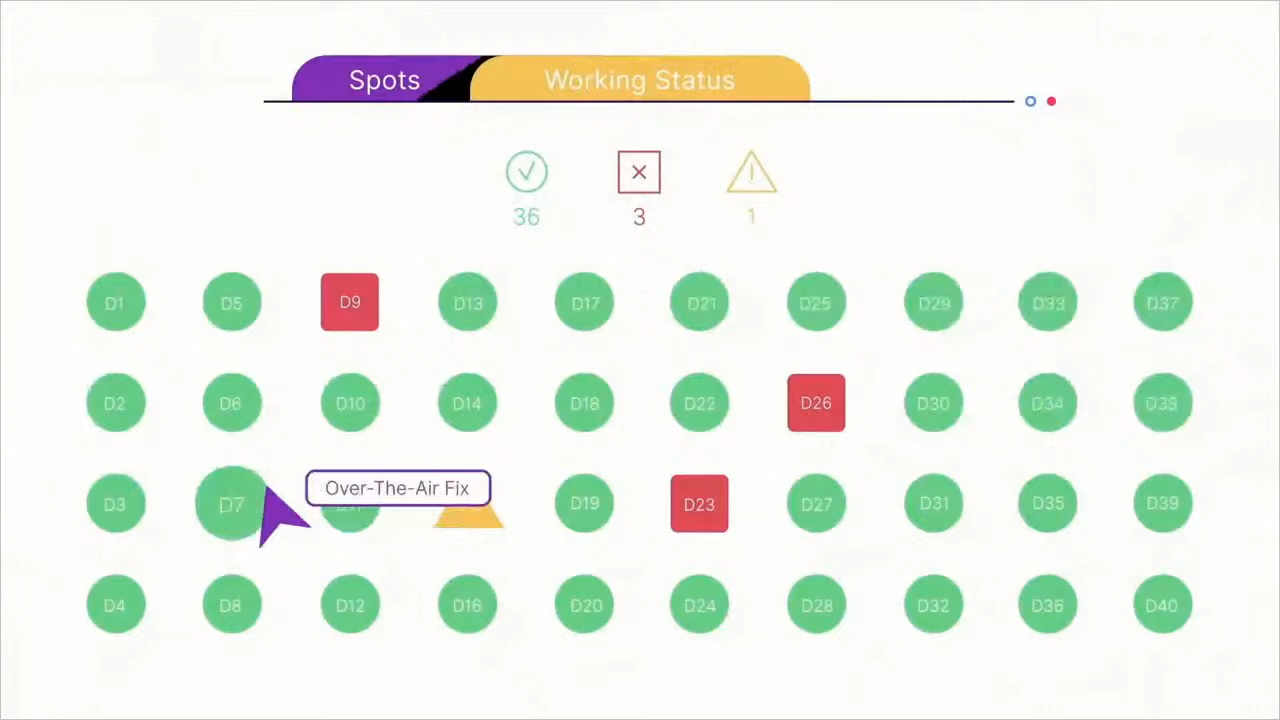 Spots
Working Status
36
3
1
D1 D5 D9 D13 D17 D21 D25 D29 D33 D37
D2 D6 D10 D14 D18 D22 D26 D30 D34 D38
D3 D7 Over-The-Air Fix D19 D23 D27 D31 D35 D39
D4 D8 D12 D16 D20 D24 D28 D32 D36 D40